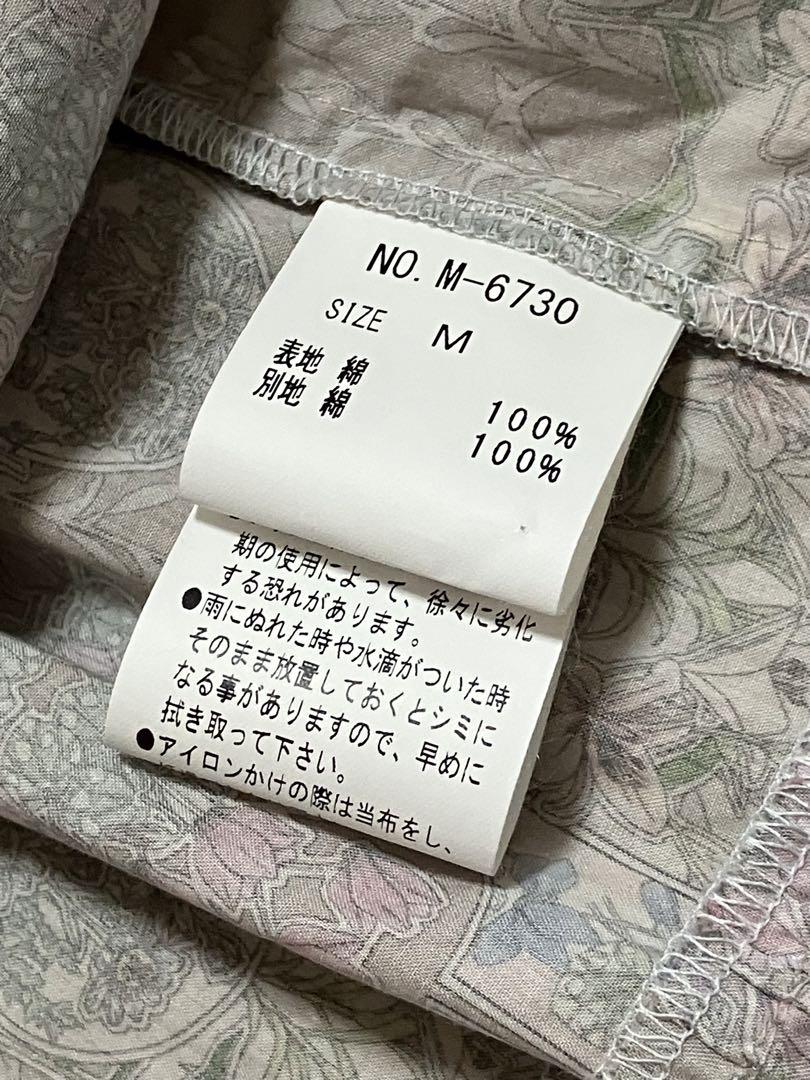 NO. M-6730
SIZE M
表地 綿 100%
別地 綿 100%
期の使用によって、徐々に劣化
する恐れがあります。
●雨にぬれた時や水滴がついた時
そのまま放置しておくとシミに
なる事がありますので、早めに
拭き取って下さい。
●アイロンかけの際は当布をし、